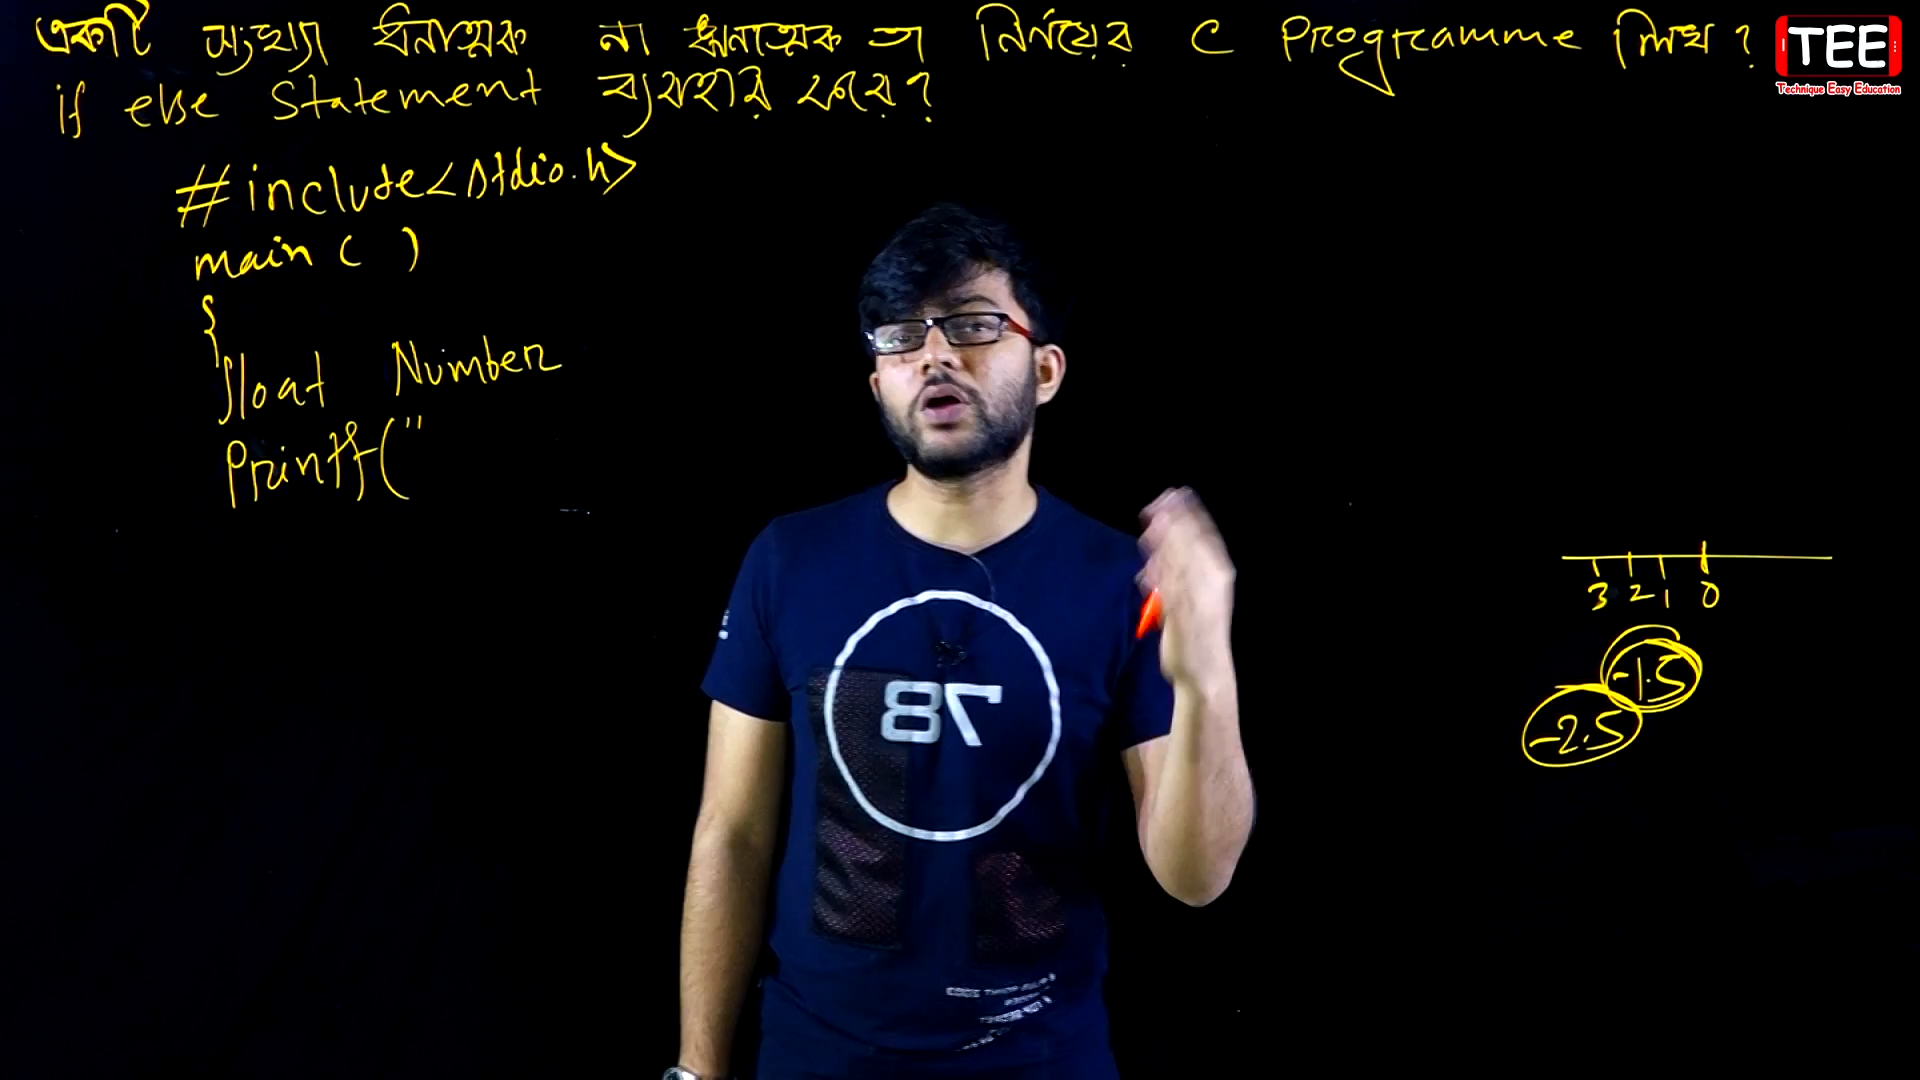 একটি সংখ্যা ধনাত্মক না ঋনাত্মক তা নির্ণয়ের C Programme লিখ ?
if else Statement ব্যবহার করে ?
TEE
Technique Easy Education
#include<stdio.h>
main ( )
{
float Number
Printf("
3 2 1 0
-1.5
-2.5
78